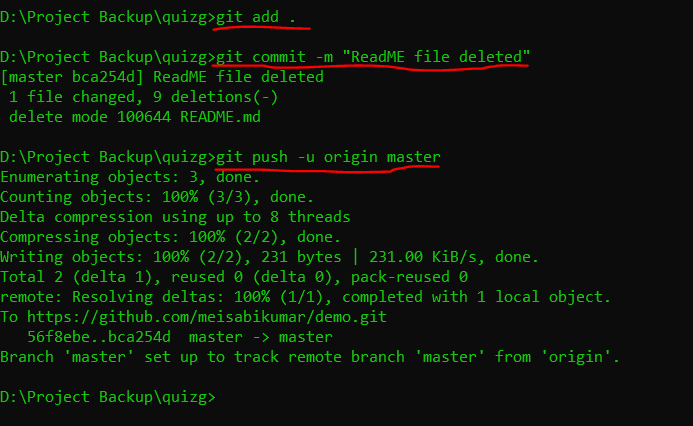 D:\Project Backup\quizg>git add .
D:\Project Backup\quizg>git commit -m "ReadME file deleted"
[master bca254d] ReadME file deleted
 1 file changed, 9 deletions(-)
 delete mode 100644 README.md
D:\Project Backup\quizg>git push -u origin master
Enumerating objects: 3, done.
Counting objects: 100% (3/3), done.
Delta compression using up to 8 threads
Compressing objects: 100% (2/2), done.
Writing objects: 100% (2/2), 231 bytes | 231.00 KiB/s, done.
Total 2 (delta 1), reused 0 (delta 0), pack-reused 0
remote: Resolving deltas: 100% (1/1), completed with 1 local object.
To https://github.com/meisabikumar/demo.git
   56f8ebe..bca254d  master -> master
Branch 'master' set up to track remote branch 'master' from 'origin'.
D:\Project Backup\quizg>